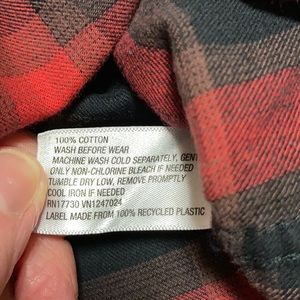 100% COTTON
WASH BEFORE WEAR
MACHINE WASH COLD SEPARATELY, GENT
ONLY NON-CHLORINE BLEACH IF NEEDED
TUMBLE DRY LOW, REMOVE PROMPTLY
COOL IRON IF NEEDED
RN17730 VN1247024
LABEL MADE FROM 100% RECYCLED PLASTIC